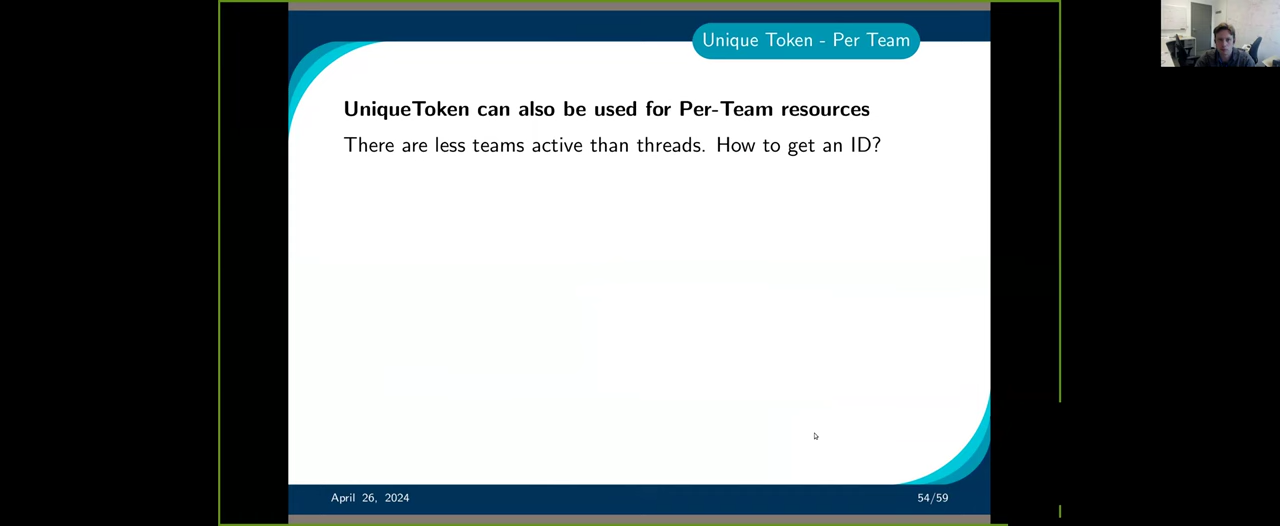 Unique Token - Per Team
UniqueToken can also be used for Per-Team resources
There are less teams active than threads. How to get an ID?
April 26, 2024
54/59